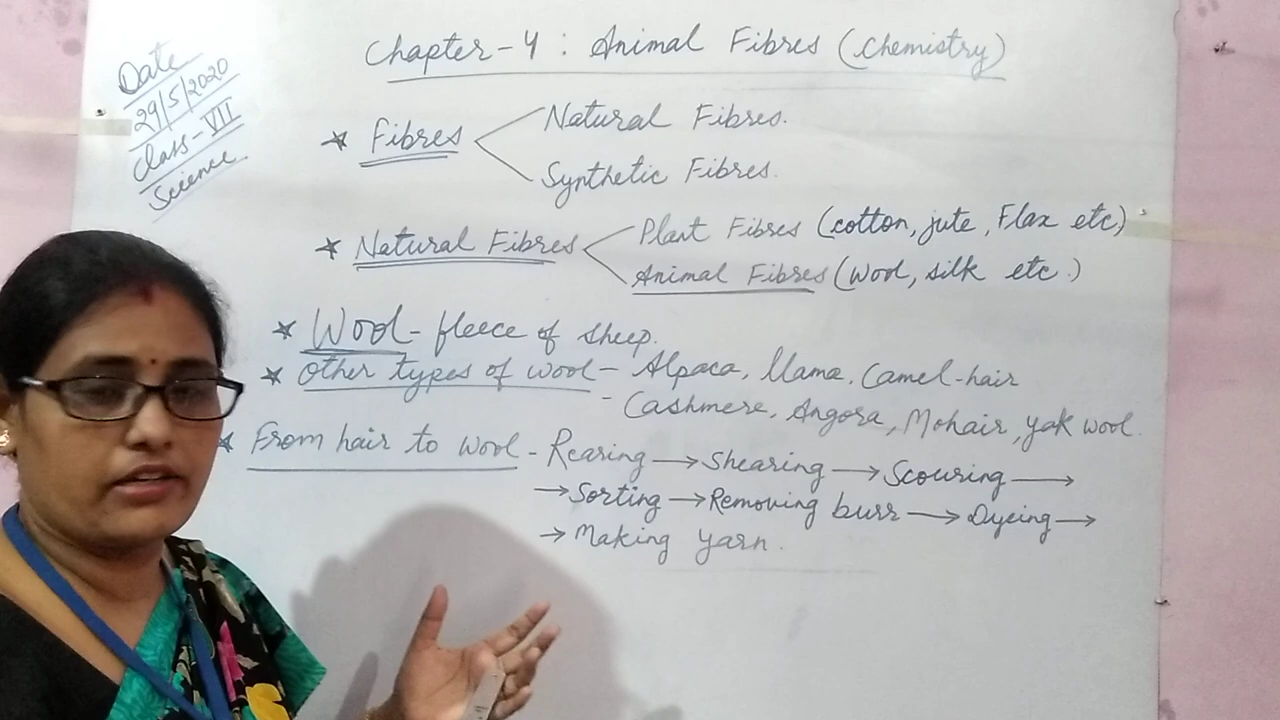 Chapter-4 : Animal Fibres (Chemistry)
Date
29/5/2020
Class-VII
Science
★ Fibres < Natural Fibres.
Synthetic Fibres.
★ Natural Fibres < Plant Fibres (cotton, jute, Flax etc)
Animal Fibres (wool, silk etc.)
★ Wool - fleece of sheep.
★ Other types of wool - Alpaca, llama, Camel-hair
- Cashmere, Angora, Mohair, yak wool.
★ From hair to wool - Rearing → Shearing → Scouring →
→ Sorting → Removing burr → Dyeing →
→ Making yarn.